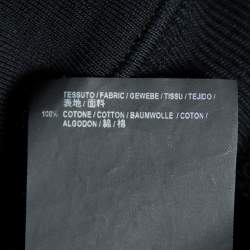 TESSUTO / FABRIC / GEWEBE / TISSU / TEJIDO /
表地 / 面料
100% COTONE / COTTON / BAUMWOLLE / COTON /
ALGODON / 綿 / 棉